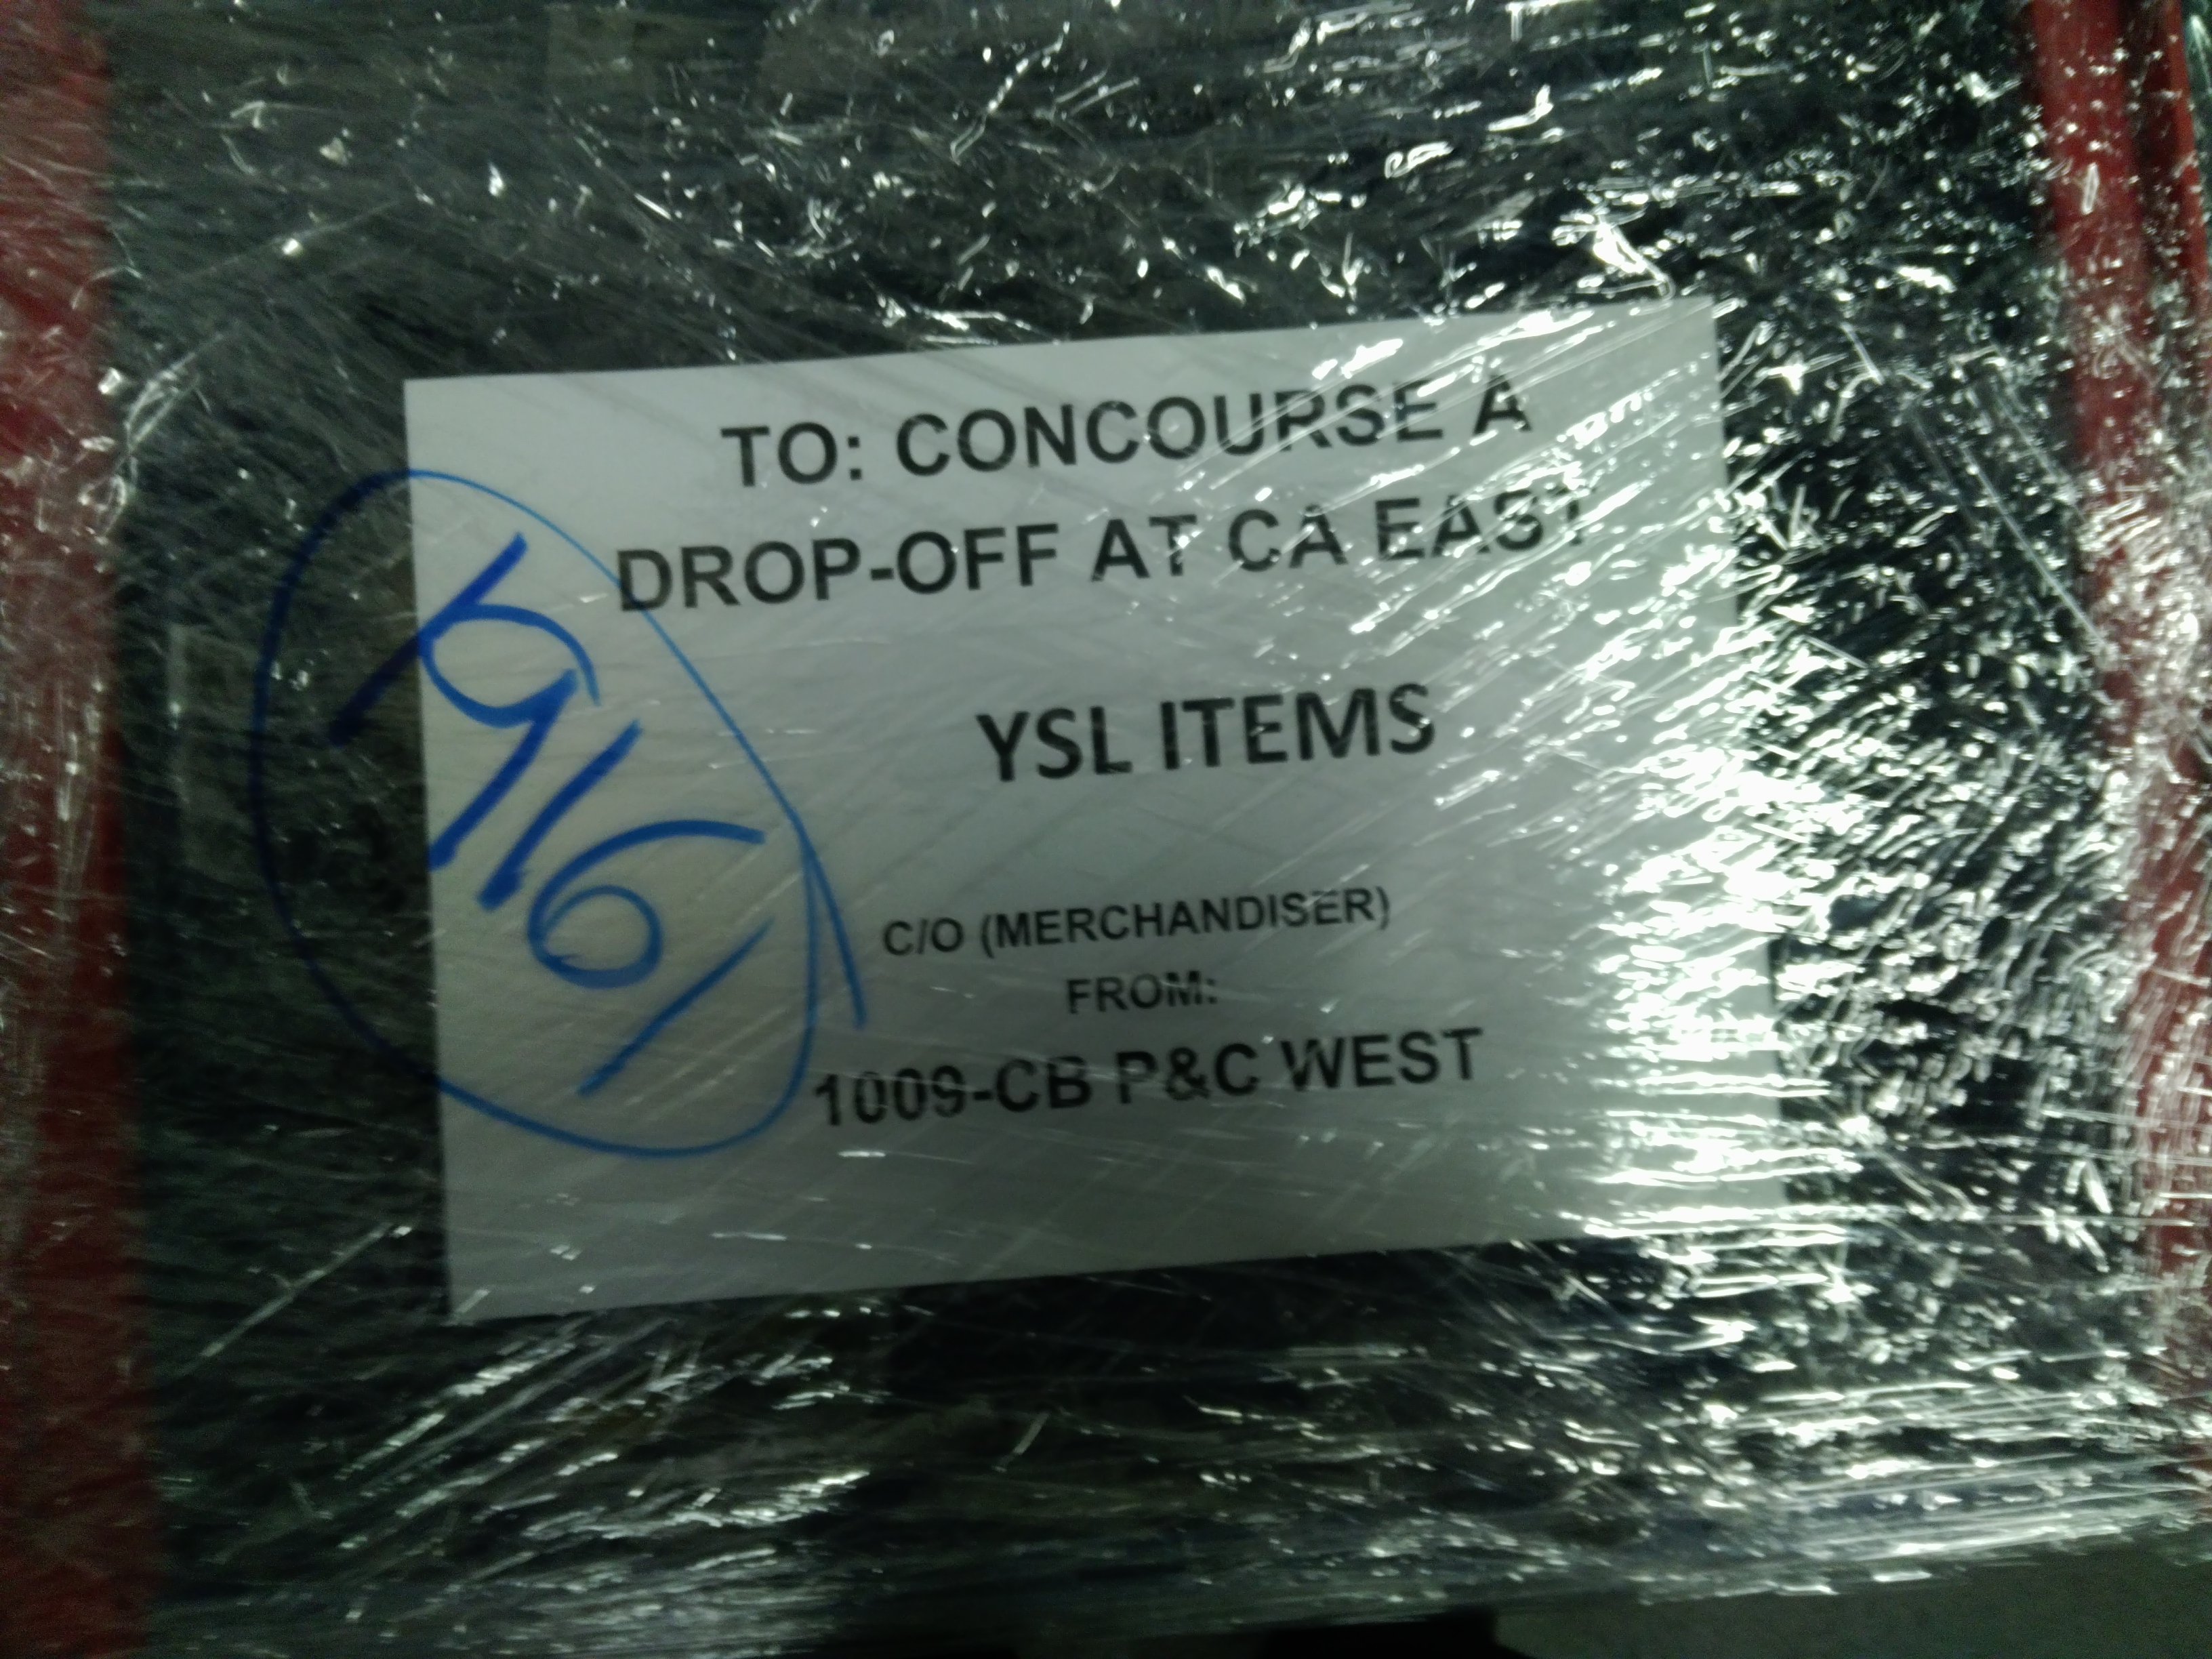 TO: CONCOURSE A
DROP-OFF AT CA EAST
YSL ITEMS
C/O (MERCHANDISER)
FROM:
1009-CB P&C WEST